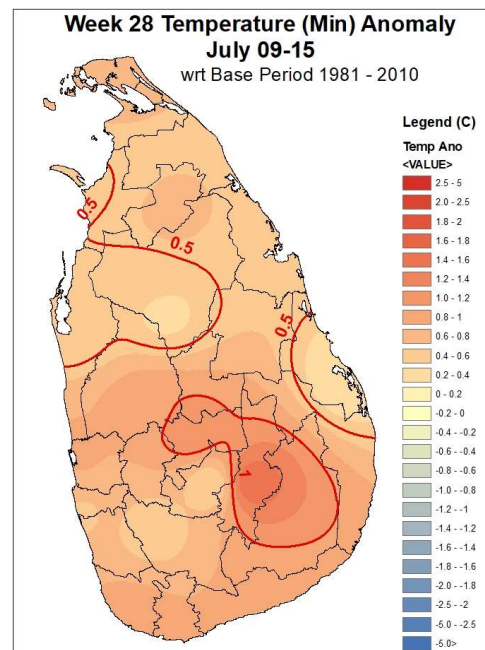 Week 28 Temperature (Min) Anomaly
July 09-15
wrt Base Period 1981 - 2010
Legend (C)
Temp Ano
<VALUE>
2.5 - 5
2.0 - 2.5
1.8 - 2
1.6 - 1.8
1.4 - 1.6
1.2 - 1.4
1.0 - 1.2
0.8 - 1
0.6 - 0.8
0.4 - 0.6
0.2 - 0.4
0 - 0.2
-0.2 - 0
-0.4 - -0.2
-0.6 - -0.4
-0.8 - -0.6
-1.0 - -0.8
-1.2 - -1
-1.4 - -1.2
-1.6 - -1.4
-1.8 - -1.6
-2.0 - -1.8
-2.5 - -2
-5.0 - -2.5
-5.0>
0.5
0.5
0.5
1